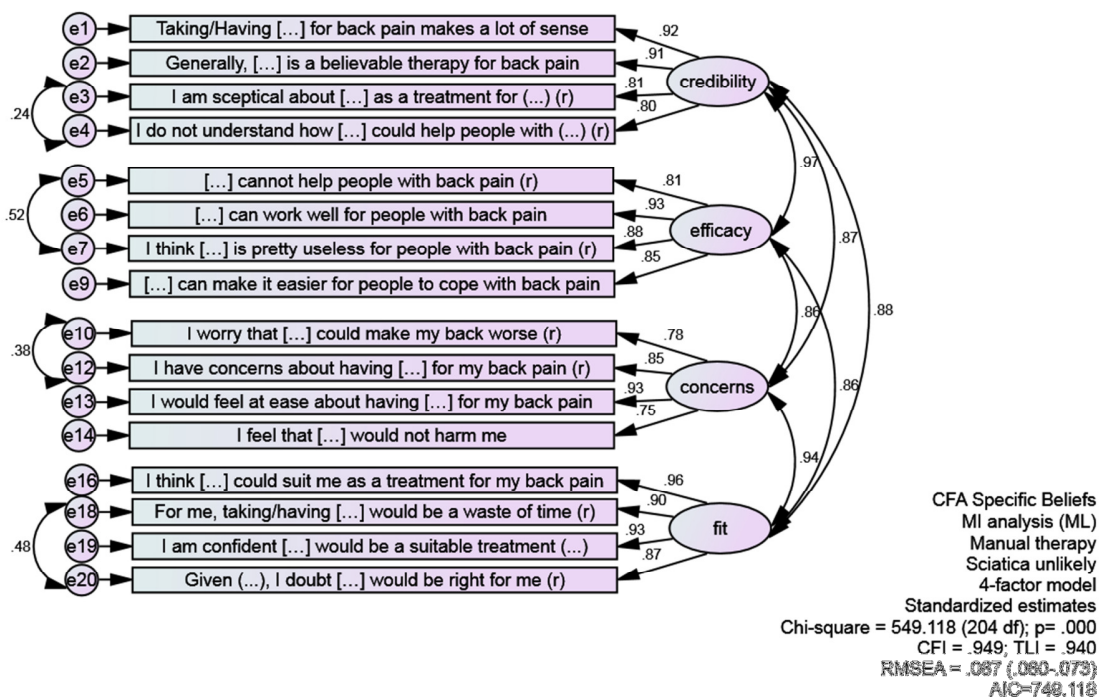 e1 Taking/Having [...] for back pain makes a lot of sense .92
e2 Generally, [...] is a believable therapy for back pain .91 credibility
e3 I am sceptical about [...] as a treatment for (...) (r) .81
.24
e4 I do not understand how [...] could help people with (...) (r) .80
.97
e5 [...] cannot help people with back pain (r) .81
.52 e6 [...] can work well for people with back pain .93
efficacy
e7 I think [...] is pretty useless for people with back pain (r) .88
.87
e9 [...] can make it easier for people to cope with back pain .85
.86 .88
e10 I worry that [...] could make my back worse (r) .78
.38
e12 I have concerns about having [...] for my back pain (r) .85
concerns .86
e13 I would feel at ease about having [...] for my back pain .93
e14 I feel that [...] would not harm me .75
.94
e16 I think [...] could suit me as a treatment for my back pain .96
e18 For me, taking/having [...] would be a waste of time (r) .90
fit
.48 e19 I am confident [...] would be a suitable treatment (...) .93
e20 Given (...), I doubt [...] would be right for me (r) .87
CFA Specific Beliefs
MI analysis (ML)
Manual therapy
Sciatica unlikely
4-factor model
Standardized estimates
Chi-square = 549.118 (204 df); p= .000
CFI = .949; TLI = .940
RMSEA =